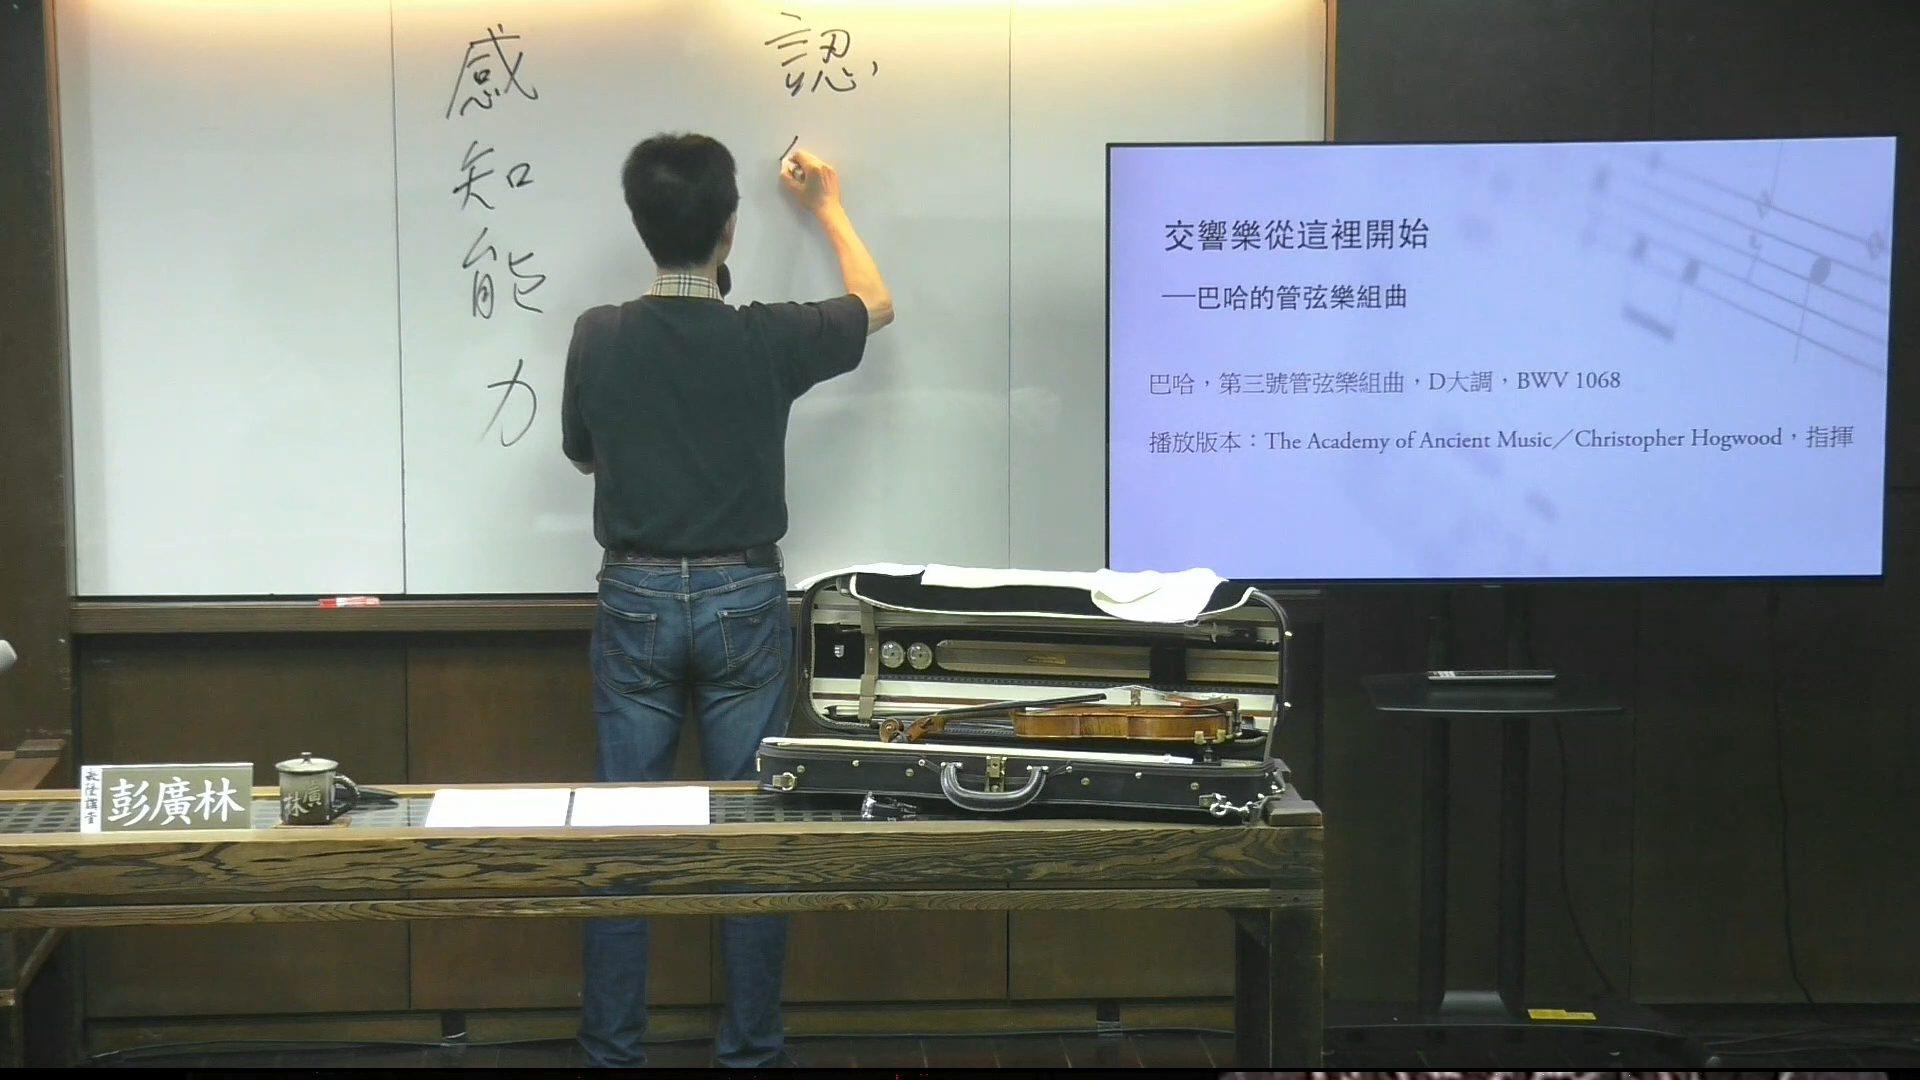 感知能力
認
交響樂從這裡開始
──巴哈的管弦樂組曲
巴哈，第三號管弦樂組曲，D大調，BWV 1068
播放版本：The Academy of Ancient Music／Christopher Hogwood，指揮
彭廣林
廣林